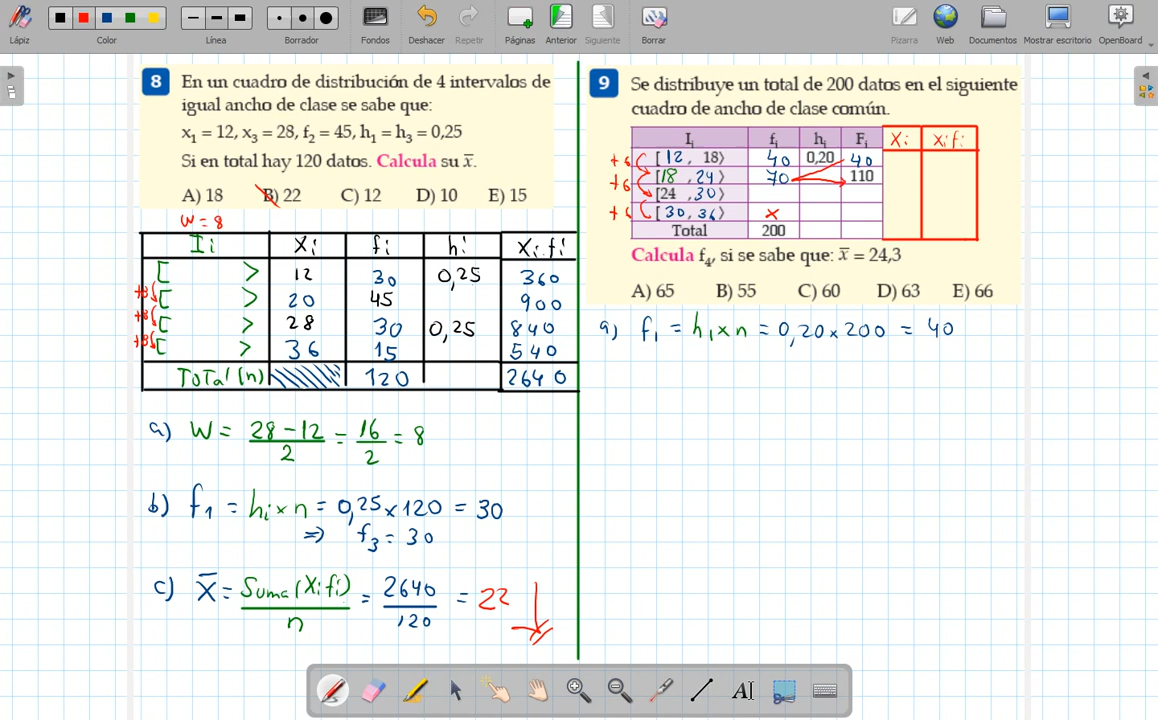 Lápiz Color Línea Borrador Fondos Deshacer Repetir Páginas Anterior Siguiente Borrar Pizarra Web Documentos Mostrar escritorio OpenBoard
8 En un cuadro de distribución de 4 intervalos de
igual ancho de clase se sabe que:
x₁ = 12, x₃ = 28, f₂ = 45, h₁ = h₃ = 0,25
Si en total hay 120 datos. Calcula su x̅.
A) 18 B) 22 C) 12 D) 10 E) 15
W = 8
Ii Xi fi hi Xi.fi
[ > 12 30 0,25 360
+8 [ > 20 45 900
+8 [ > 28 30 0,25 840
+8 [ > 36 15 540
Total (n) 120 2640
a) W = 28-12/2 = 16/2 = 8
b) f₁ = hi x n = 0,25 x 120 = 30
=> f₃ = 30
c) X̅ = Suma(Xifi)/n = 2640/120 = 22
9 Se distribuye un total de 200 datos en el siguiente
cuadro de ancho de clase común.
Iᵢ fᵢ hᵢ Fᵢ Xi xifi
+6 [ 12 , 18⟩ 40 0,20 40
+6 [18 , 24⟩ 70 110
[24 , 30⟩
+6 [ 30 , 36⟩ x
Total 200
Calcula f₄, si se sabe que: x̅ = 24,3
A) 65 B) 55 C) 60 D) 63 E) 66
a) f₁ = h₁ x n = 0,20 x 200 = 40